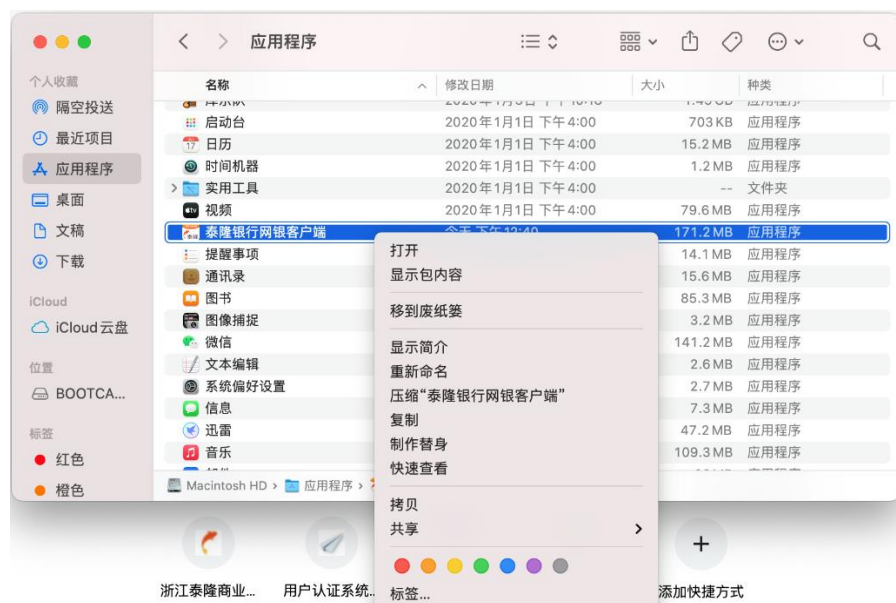 应用程序
个人收藏
隔空投送
最近项目
应用程序
桌面
文稿
下载
iCloud
iCloud云盘
位置
BOOTCA...
标签
红色
橙色
名称 修改日期 大小 种类
启动台 2020年1月1日 下午4:00 703 KB 应用程序
日历 2020年1月1日 下午4:00 15.2 MB 应用程序
时间机器 2020年1月1日 下午4:00 1.2 MB 应用程序
实用工具 2020年1月1日 下午4:00 -- 文件夹
视频 2020年1月1日 下午4:00 79.6 MB 应用程序
泰隆银行网银客户端 今天 下午12:40 171.2 MB 应用程序
提醒事项 14.1 MB 应用程序
通讯录 15.6 MB 应用程序
图书 85.3 MB 应用程序
图像捕捉 3.2 MB 应用程序
微信 141.2 MB 应用程序
文本编辑 2.6 MB 应用程序
系统偏好设置 2.7 MB 应用程序
信息 7.3 MB 应用程序
迅雷 47.2 MB 应用程序
音乐 109.3 MB 应用程序
Macintosh HD › 应用程序 ›
打开
显示包内容
移到废纸篓
显示简介
重新命名
压缩“泰隆银行网银客户端”
复制
制作替身
快速查看
拷贝
共享
标签...
浙江泰隆商业...
用户认证系统...
添加快捷方式